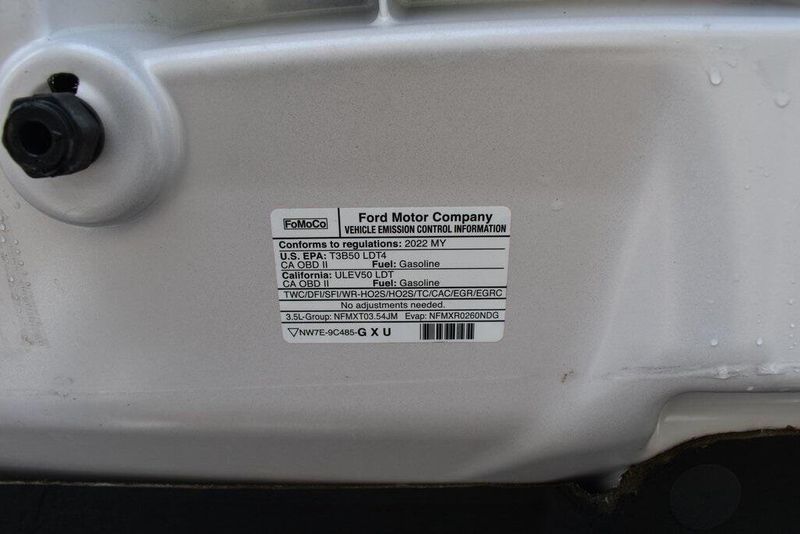 FoMoCo
Ford Motor Company
VEHICLE EMISSION CONTROL INFORMATION
Conforms to regulations: 2022 MY
U.S. EPA: T3B50 LDT4
CA OBD II Fuel: Gasoline
California: ULEV50 LDT
CA OBD II Fuel: Gasoline
TWC/DFI/SFI/WR-HO2S/HO2S/TC/CAC/EGR/EGRC
No adjustments needed.
3.5L-Group: NFMXT03.54JM Evap: NFMXR0260NDG
NW7E-9C485-G X U